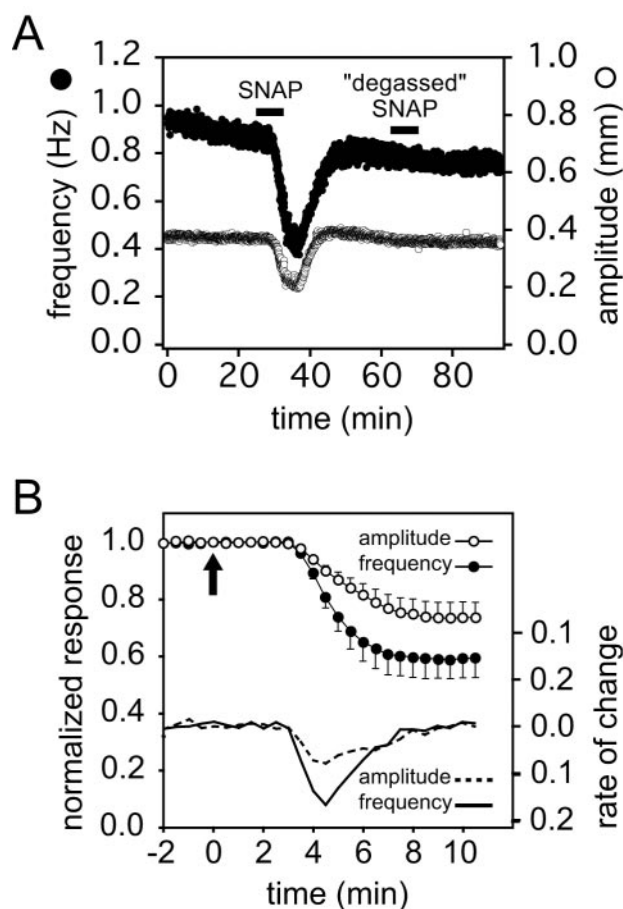 A
● frequency (Hz)
1.2
1.0
0.8
0.6
0.4
0.2
0.0
SNAP
"degassed"
SNAP
1.0
0.8
0.6
0.4
0.2
0.0
amplitude (mm) ○
0 20 40 60 80
time (min)
B
normalized response
1.0
0.8
0.6
0.4
0.2
0.0
amplitude
frequency
amplitude
frequency
0.1
0.2
0.0
0.1
0.2
rate of change
-2 0 2 4 6 8 10
time (min)